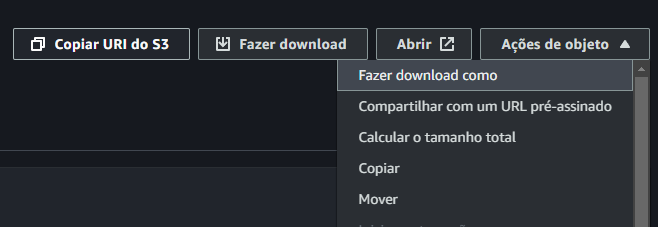 Copiar URI do S3
Fazer download
Abrir
Ações de objeto
Fazer download como
Compartilhar com um URL pré-assinado
Calcular o tamanho total
Copiar
Mover